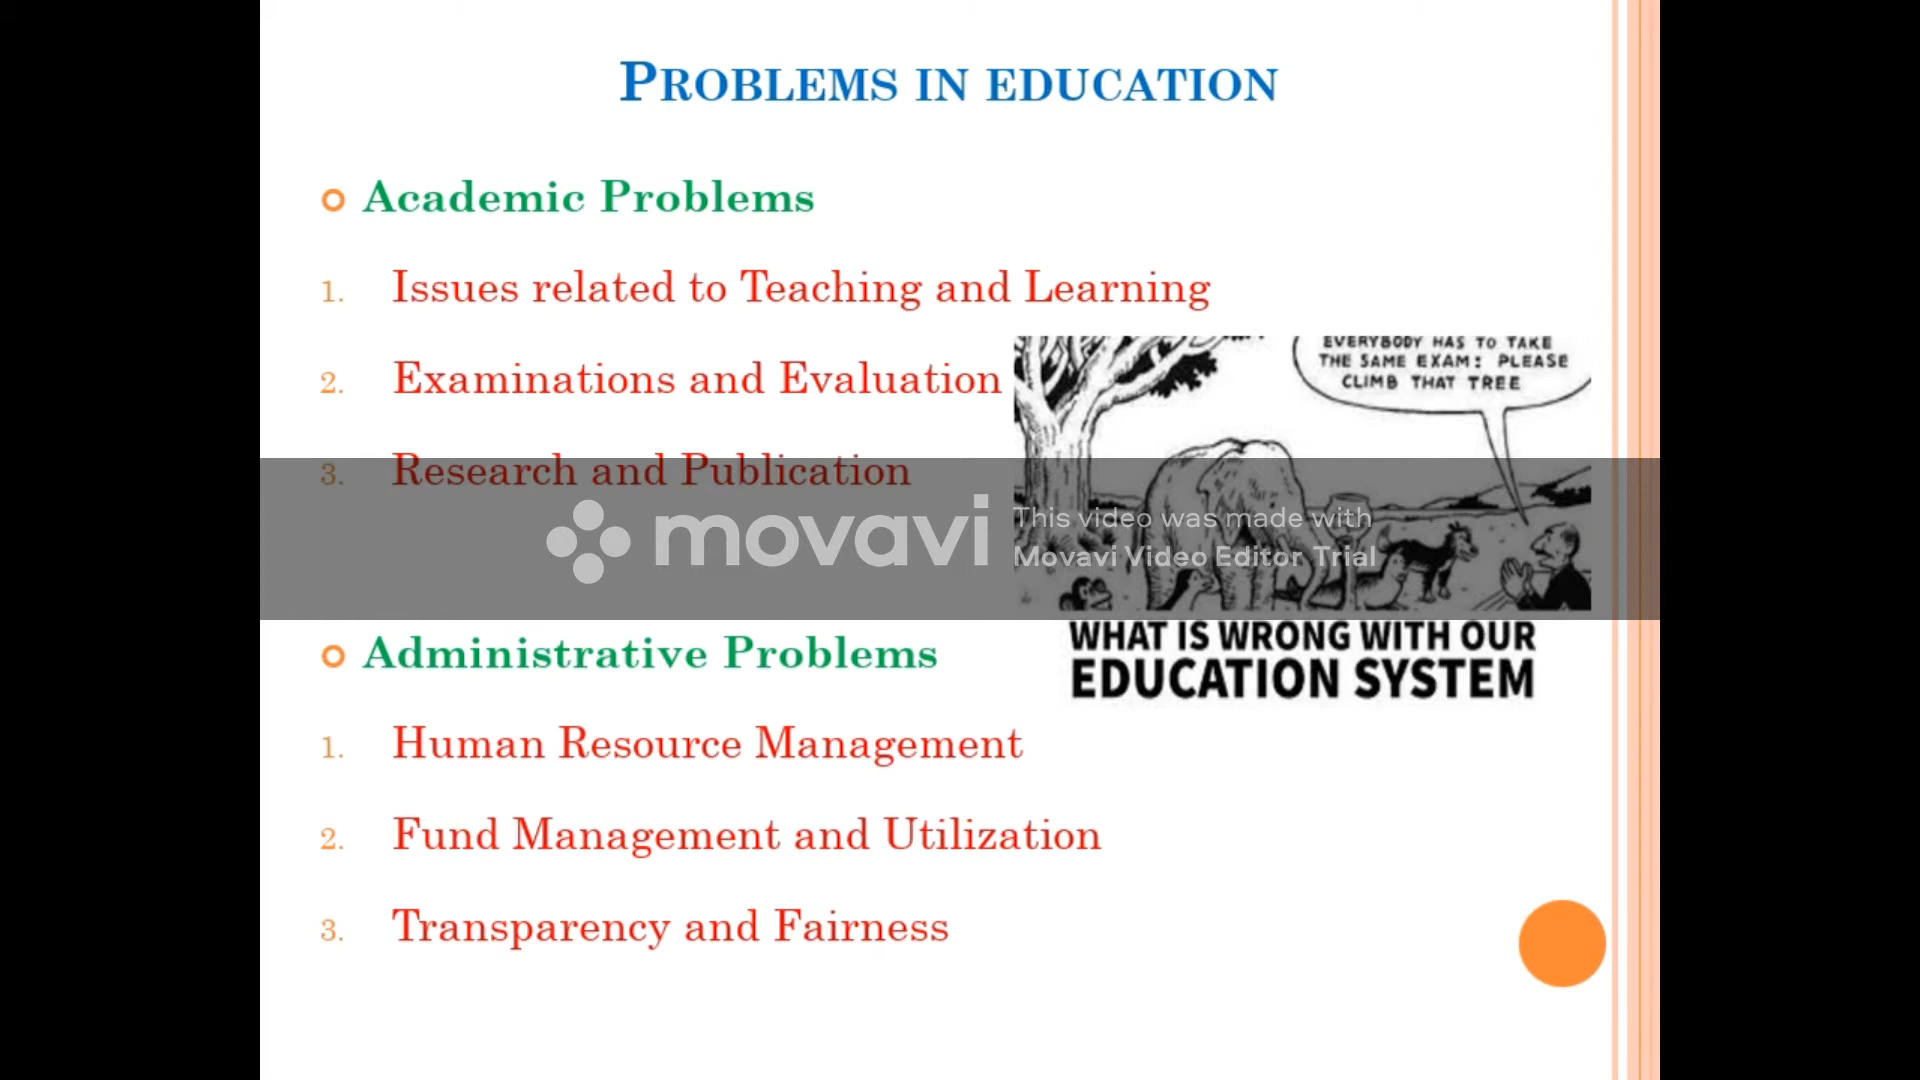 PROBLEMS IN EDUCATION
Academic Problems
1. Issues related to Teaching and Learning
2. Examinations and Evaluation
3. Research and Publication
EVERYBODY HAS TO TAKE
THE SAME EXAM: PLEASE
CLIMB THAT TREE
movavi
This video was made with
Movavi Video Editor Trial
WHAT IS WRONG WITH OUR
EDUCATION SYSTEM
Administrative Problems
1. Human Resource Management
2. Fund Management and Utilization
3. Transparency and Fairness